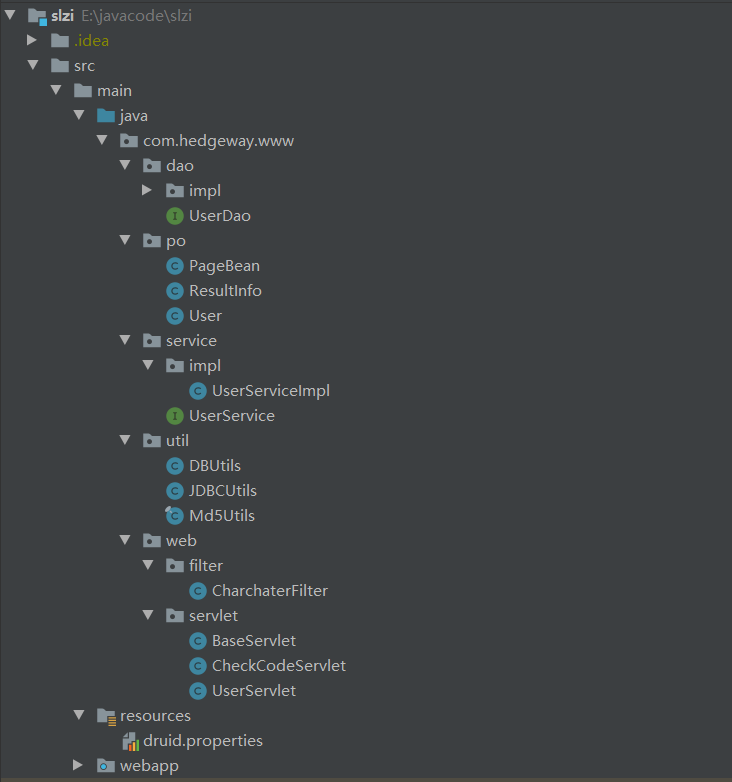 slzi E:\javacode\slzi
.idea
src
main
java
com.hedgeway.www
dao
impl
I UserDao
po
C PageBean
C ResultInfo
C User
service
impl
C UserServiceImpl
I UserService
util
C DBUtils
C JDBCUtils
C Md5Utils
web
filter
C CharchaterFilter
servlet
C BaseServlet
C CheckCodeServlet
C UserServlet
resources
druid.properties
webapp